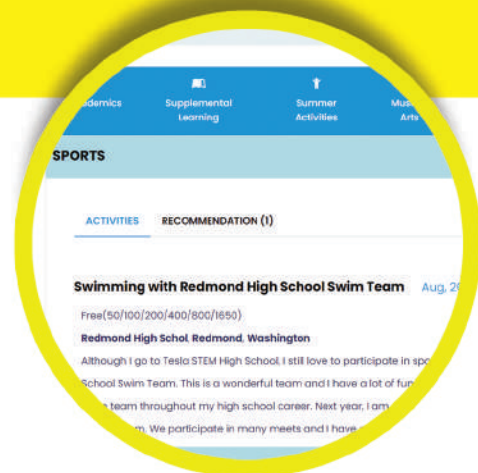 Supplemental Summer
Learning Activities Arts
SPORTS
ACTIVITIES RECOMMENDATION (1)
Swimming with Redmond High School Swim Team Aug, 20
Free(50/100/200/400/800/1650)
Redmond High Schol, Redmond, Washington
Although I go to Tesla STEM High School, I still love to participate in spo
School Swim Team. This is a wonderful team and I have a lot of fun
team throughout my high school career. Next year, I am
We participate in many meets and I have